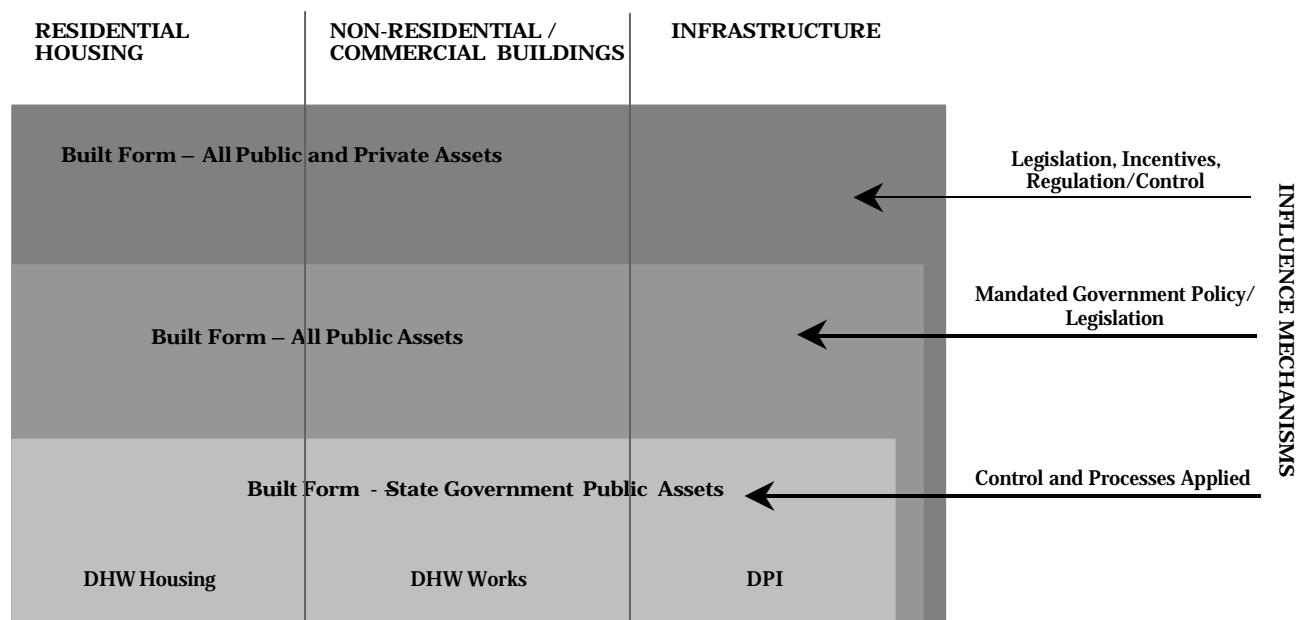 RESIDENTIAL
HOUSING
NON-RESIDENTIAL /
COMMERCIAL BUILDINGS
INFRASTRUCTURE
Built Form – All Public and Private Assets
Legislation, Incentives,
Regulation/Control
Built Form – All Public Assets
Mandated Government Policy/
Legislation
Built Form - State Government Public Assets
Control and Processes Applied
DHW Housing
DHW Works
DPI
INFLUENCE MECHANISMS